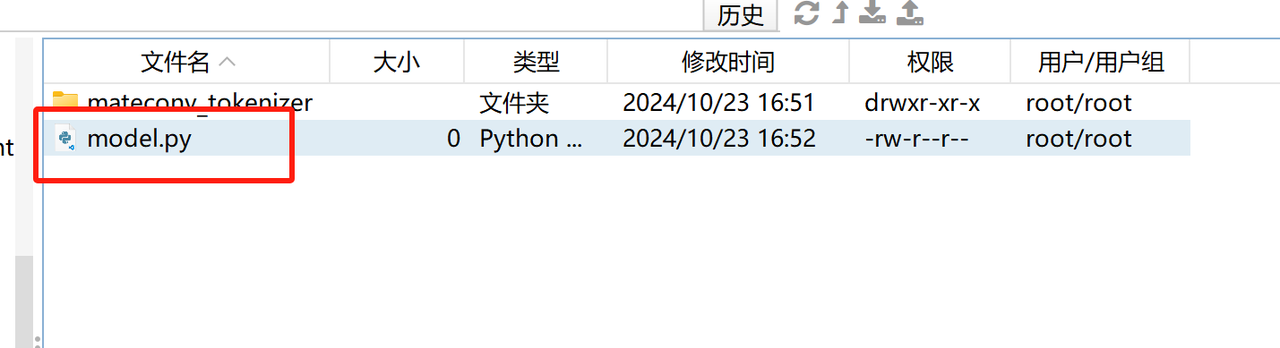 历史
文件名 大小 类型 修改时间 权限 用户/用户组
mateconv_tokenizer 文件夹 2024/10/23 16:51 drwxr-xr-x root/root
model.py 0 Python ... 2024/10/23 16:52 -rw-r--r-- root/root
nt